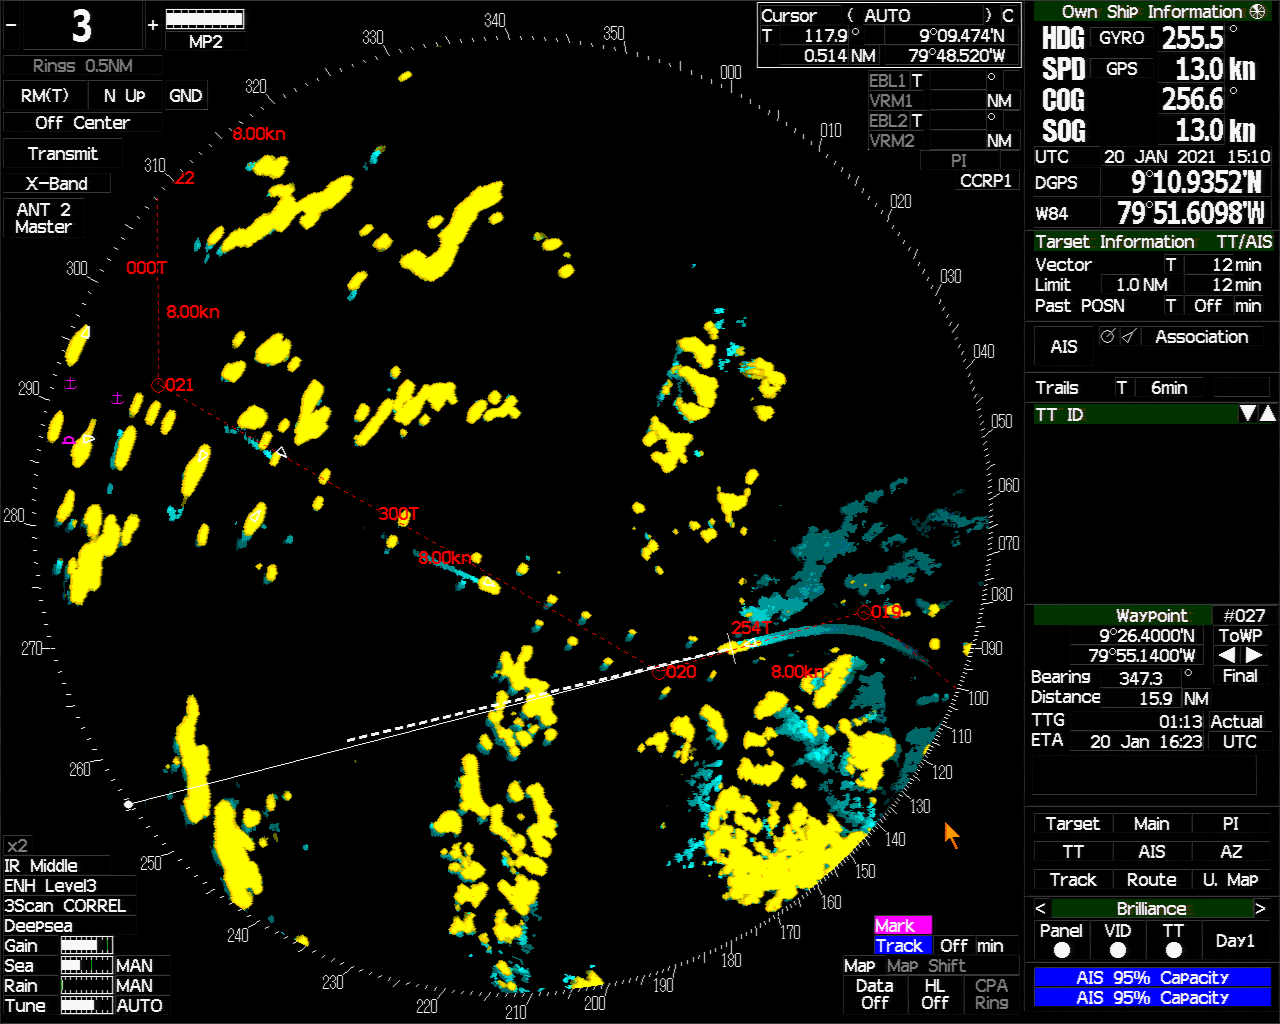 − 3 +
MP2
Rings 0.5NM
RM(T) N Up GND
Off Center
Transmit
X-Band
ANT 2
Master
Cursor ( AUTO ) C
T 117.9 ° 9°09.474'N
0.514 NM 79°48.520'W
EBL1 T °
VRM1 NM
EBL2 T °
VRM2 NM
PI
CCRP1
340
330
350
320
000
310
010
300
020
290
030
280
040
270
050
260
060
250
070
240
080
230
090
220
100
210
110
200
120
190
130
180
140
170
150
160
8.00kn
22
000T
8.00kn
021
300T
8.00kn
019
254T
020
8.00kn
x2
IR Middle
ENH Level3
3Scan CORREL
Deepsea
Gain
Sea MAN
Rain MAN
Tune AUTO
Mark
Track Off min
Map Map Shift
Data HL CPA
Off Off Ring
Own Ship Information
HDG GYRO 255.5 °
SPD GPS 13.0 kn
COG 256.6 °
SOG 13.0 kn
UTC 20 JAN 2021 15:10
DGPS 9°10.9352'N
W84 79°51.6098'W
Target Information TT/AIS
Vector T 12 min
Limit 1.0 NM 12 min
Past POSN T Off min
AIS Association
Trails T 6min
TT ID
Waypoint #027
9°26.4000'N ToWP
79°55.1400'W
Bearing 347.3 ° Final
Distance 15.9 NM
TTG 01:13 Actual
ETA 20 Jan 16:23 UTC
Target Main PI
TT AIS AZ
Track Route U. Map
< Brilliance >
Panel VID TT Day1
AIS 95% Capacity
AIS 95% Capacity